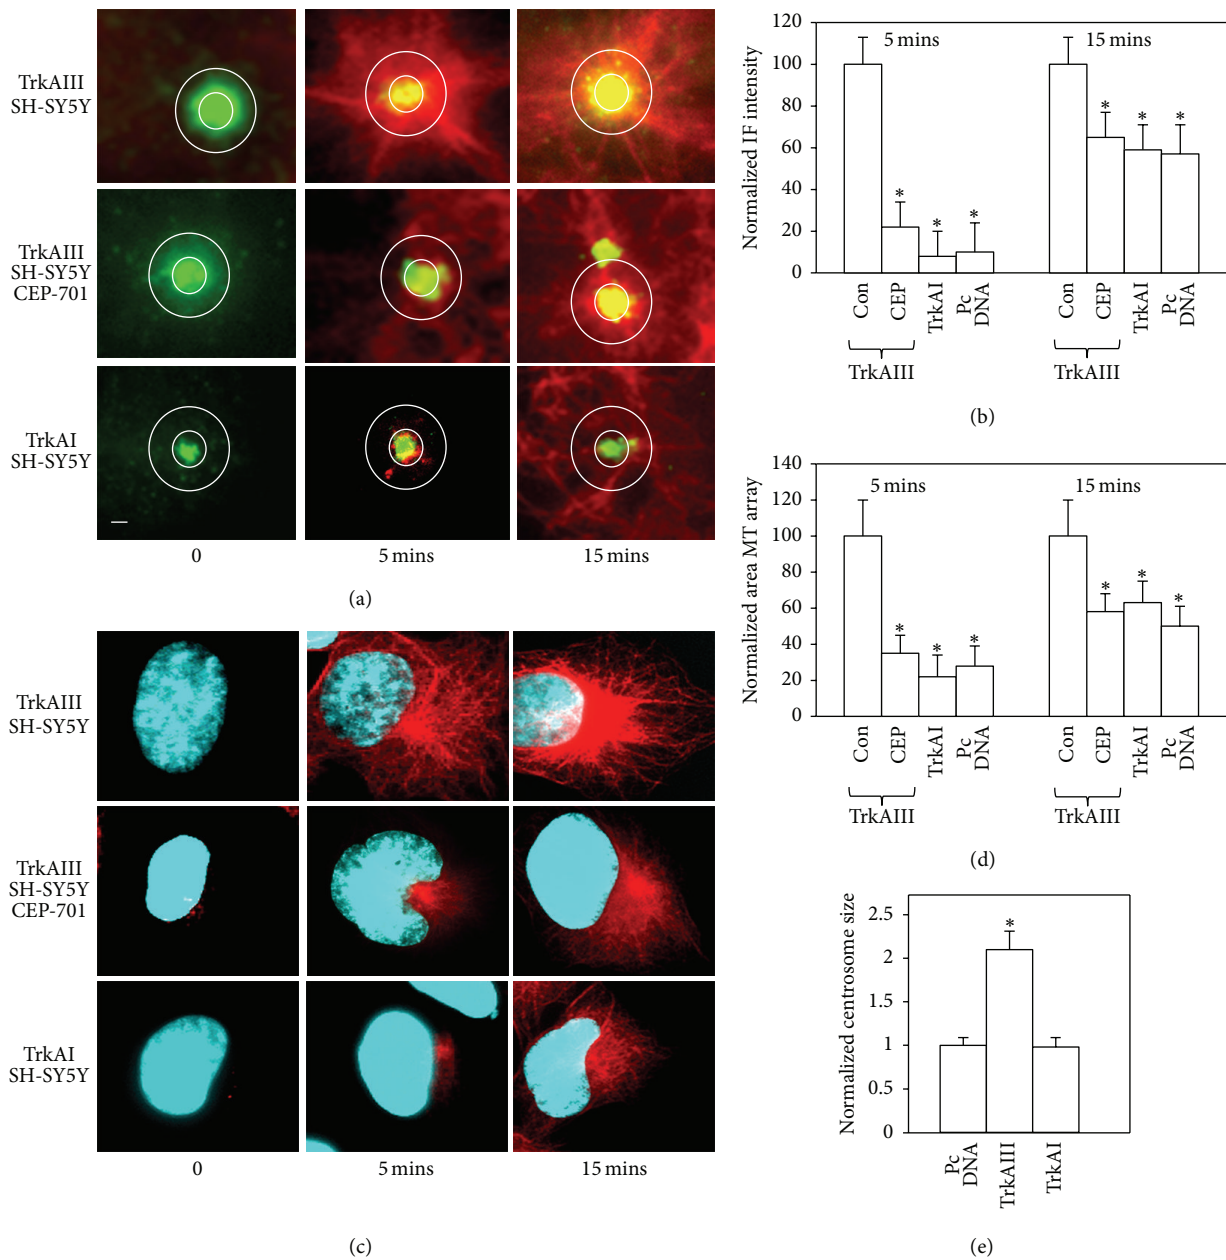 TrkAIII
SH-SY5Y
TrkAIII
SH-SY5Y
CEP-701
TrkAI
SH-SY5Y
0
5 mins
15 mins
(a)
Normalized IF intensity
120
100
80
60
40
20
0
5 mins
15 mins
*
*
*
*
*
*
Con
CEP
TrkAI
Pc
DNA
Con
CEP
TrkAI
Pc
DNA
TrkAIII
TrkAIII
(b)
TrkAIII
SH-SY5Y
TrkAIII
SH-SY5Y
CEP-701
TrkAI
SH-SY5Y
0
5 mins
15 mins
(c)
Normalized area MT array
140
120
100
80
60
40
20
0
5 mins
15 mins
*
*
*
*
*
*
Con
CEP
TrkAI
Pc
DNA
Con
CEP
TrkAI
Pc
DNA
TrkAIII
TrkAIII
(d)
Normalized centrosome size
2.5
2
1.5
1
0.5
0
*
Pc
DNA
TrkAIII
TrkAI
(e)